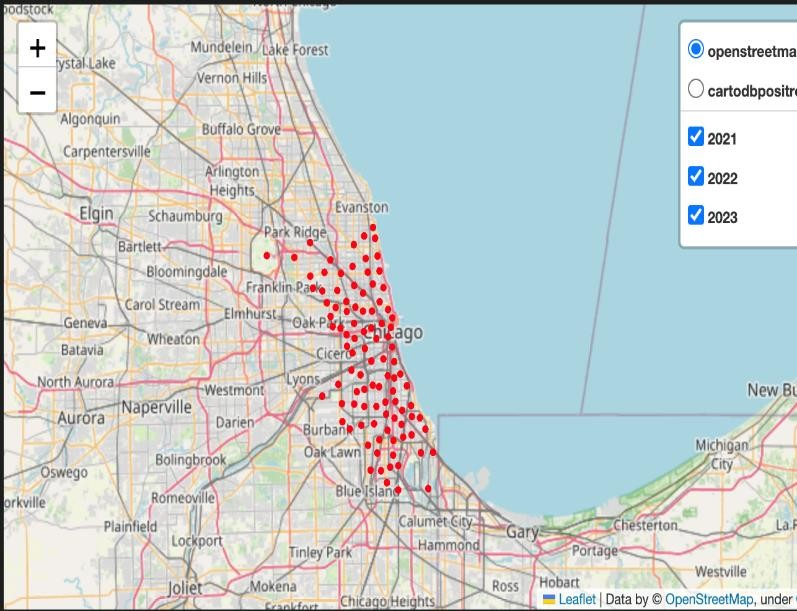 oodstock
North Chicago
+
Mundelein
Lake Forest
openstreetma
rystal Lake
Vernon Hills
−
cartodbpositr
Algonquin
Buffalo Grove
2021
Carpentersville
Arlington
Heights
2022
Elgin
Schaumburg
Evanston
2023
Park Ridge
Bartlett
Bloomingdale
Franklin Park
Carol Stream
Elmhurst
Geneva
Oak Park
Chicago
Wheaton
Batavia
Cicero
North Aurora
Lyons
Westmont
New Bu
Naperville
Aurora
Darien
Burbank
Michigan
City
Oak Lawn
Bolingbrook
Oswego
Romeoville
Blue Island
orkville
Plainfield
Calumet City
Chesterton
La.
Gary
Lockport
Hammond
Tinley Park
Portage
Westville
Joliet
Mokena
Ross
Hobart
Chicago Heights
Frankfort
Leaflet | Data by © OpenStreetMap, under